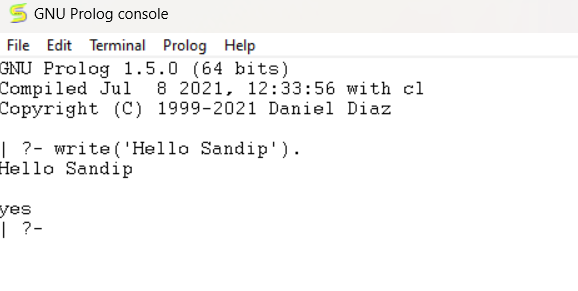 GNU Prolog console
File Edit Terminal Prolog Help
GNU Prolog 1.5.0 (64 bits)
Compiled Jul  8 2021, 12:33:56 with cl
Copyright (C) 1999-2021 Daniel Diaz
| ?- write('Hello Sandip').
Hello Sandip
yes
| ?-